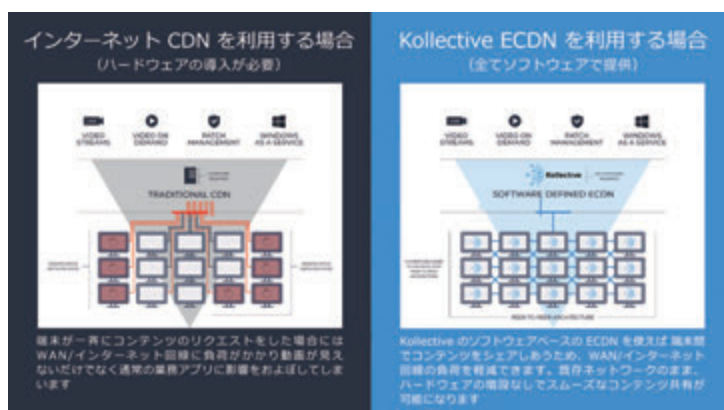 インターネット CDN を利用する場合
（ハードウェアの導入が必要）
VIDEO STREAMS
VIDEO ON DEMAND
PATCH MANAGEMENT
WINDOWS AS A SERVICE
TRADITIONAL CDN
端末が一斉にコンテンツのリクエストをした場合には
WAN/インターネット回線に負荷がかかり動画が見え
ないだけでなく通常の業務アプリに影響をおよぼしてしま
います
Kollective ECDN を利用する場合
（全てソフトウェアで提供）
VIDEO STREAMS
VIDEO ON DEMAND
PATCH MANAGEMENT
WINDOWS AS A SERVICE
Kollective
SOFTWARE DEFINED ECDN
PEER-TO-PEER ARCHITECTURE
Kollective のソフトウェアベースの ECDN を使えば 端末間
でコンテンツをシェアしあうため、WAN/インターネット
回線の負荷を軽減できます。既存ネットワークのまま、
ハードウェアの増設なしでスムーズなコンテンツ共有が
可能になります